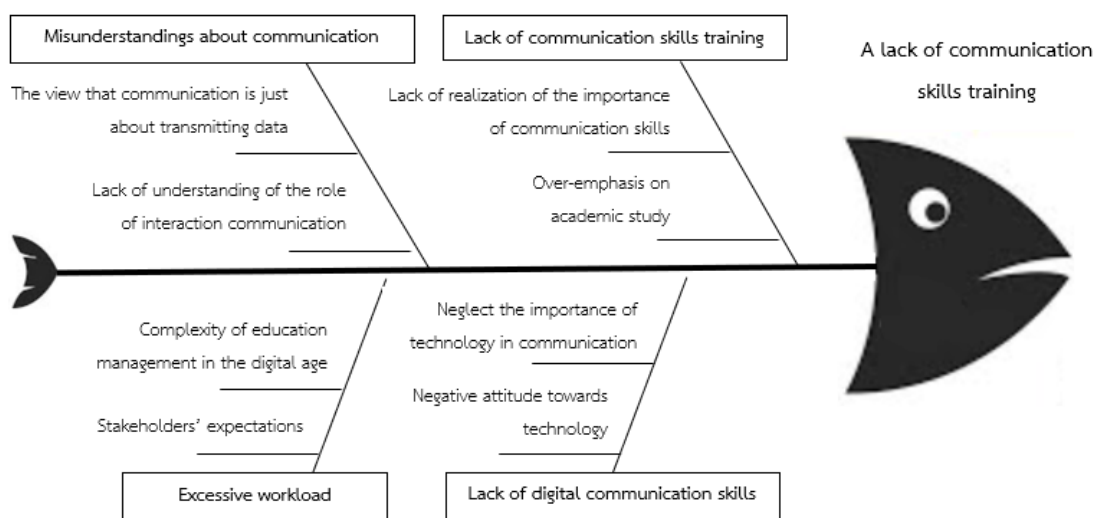 Misunderstandings about communication
The view that communication is just
about transmitting data
Lack of understanding of the role
of interaction communication
Lack of communication skills training
Lack of realization of the importance
of communication skills
Over-emphasis on
academic study
A lack of communication
skills training
Complexity of education
management in the digital age
Stakeholders' expectations
Excessive workload
Neglect the importance of
technology in communication
Negative attitude towards
technology
Lack of digital communication skills